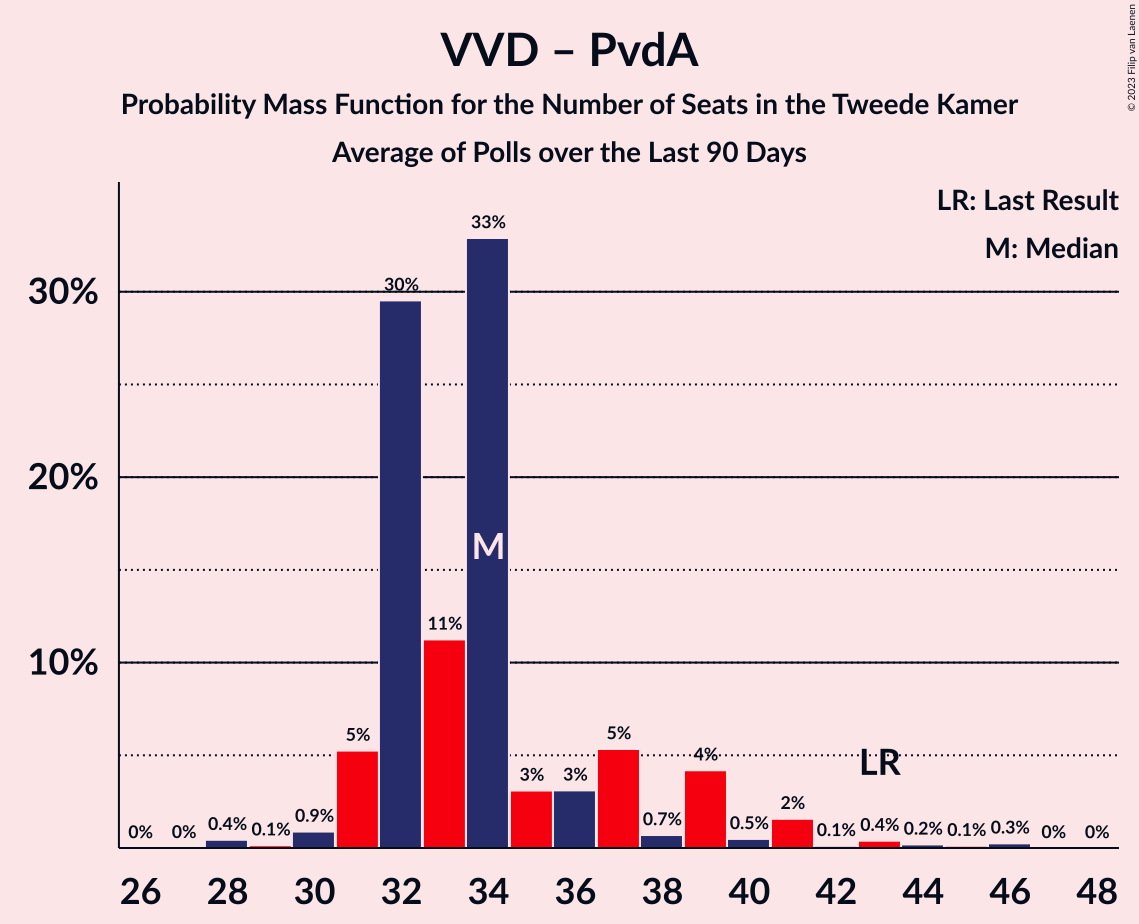 VVD – PvdA
Probability Mass Function for the Number of Seats in the Tweede Kamer
Average of Polls over the Last 90 Days
© 2023 Filip van Laenen
LR: Last Result
M: Median
30%
20%
10%
0%
0%
0.4%
0.1%
0.9%
5%
30%
11%
33%
3%
3%
5%
0.7%
4%
0.5%
2%
0.1%
0.4%
0.2%
0.1%
0.3%
0%
0%
M
LR
26 28 30 32 34 36 38 40 42 44 46 48